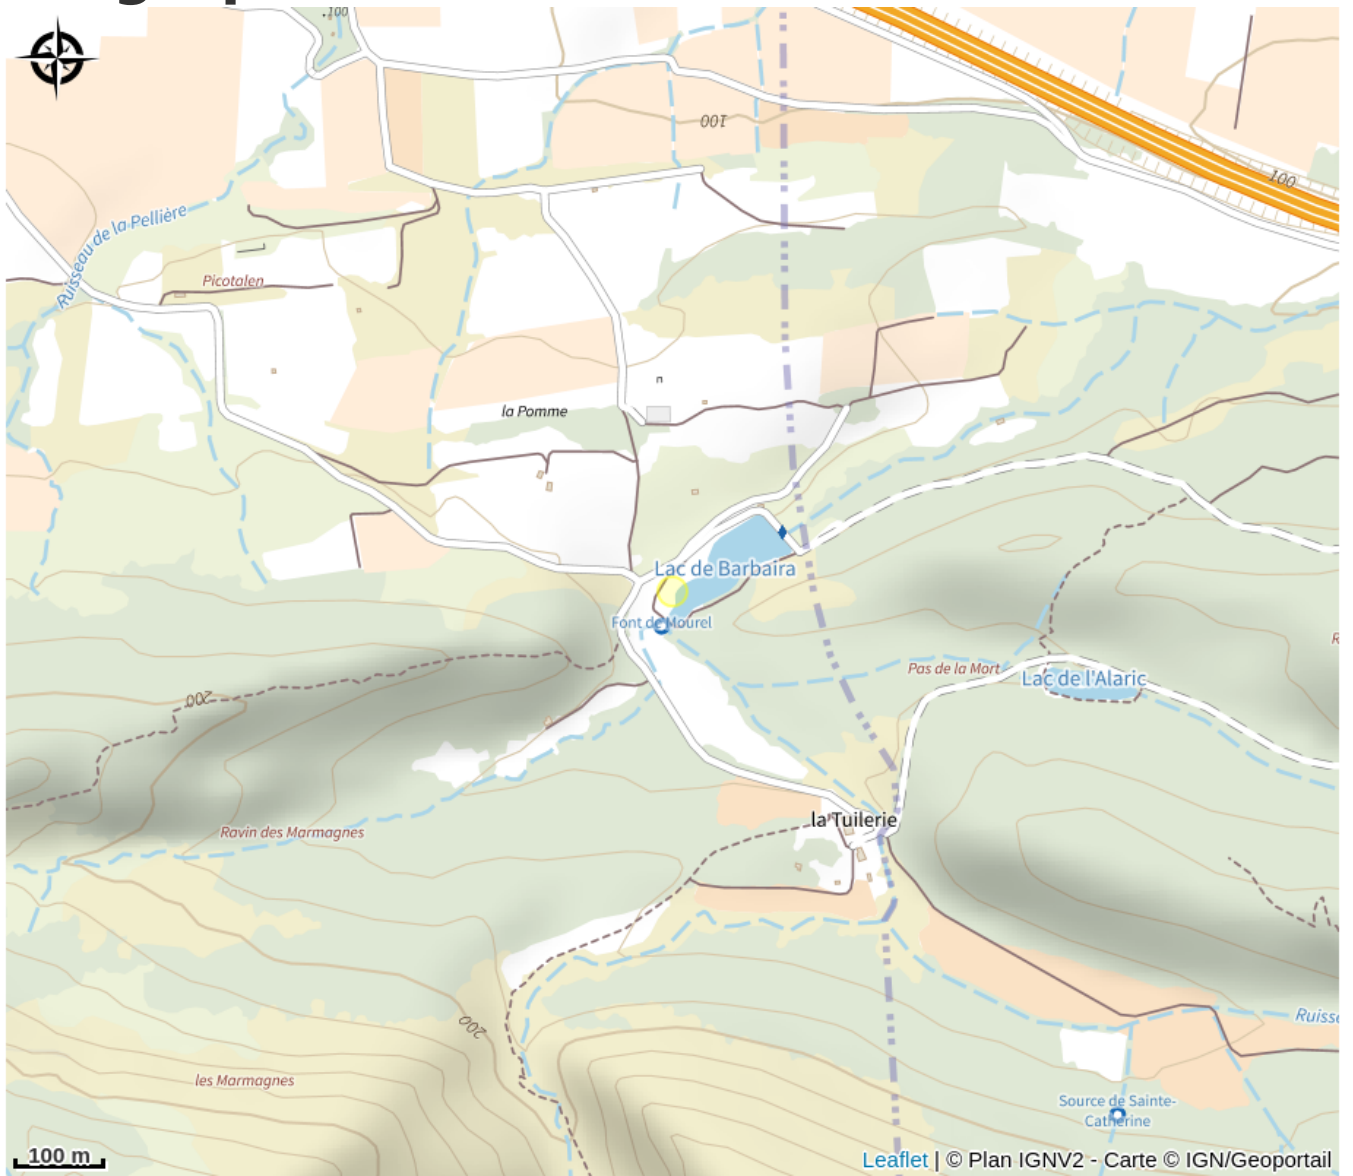 100
100
100
Ruisseau de la Pellière
Picotalen
la Pomme
Lac de Barbaira
Font de Mourel
Pas de la Mort
Lac de l'Alaric
200
la Tuilerie
Ravin des Marmagnes
200
Ruisse
les Marmagnes
Source de Sainte-
Catherine
100 m
Leaflet | © Plan IGNV2 - Carte © IGN/Geoportail